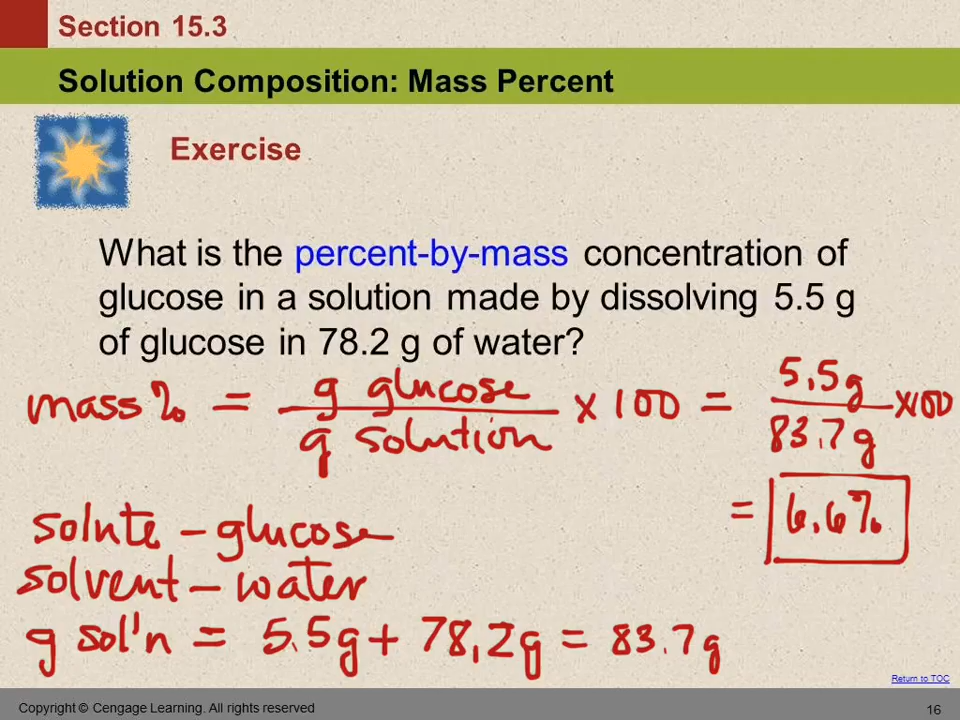 Section 15.3
Solution Composition: Mass Percent
Exercise
What is the percent-by-mass concentration of
glucose in a solution made by dissolving 5.5 g
of glucose in 78.2 g of water?
mass% = g glucose / g solution x 100 = 5.5g / 83.7g x100
= 6.6%
solute - glucose
solvent - water
g sol'n = 5.5g + 78.2g = 83.7g
Return to TOC
Copyright © Cengage Learning. All rights reserved
16